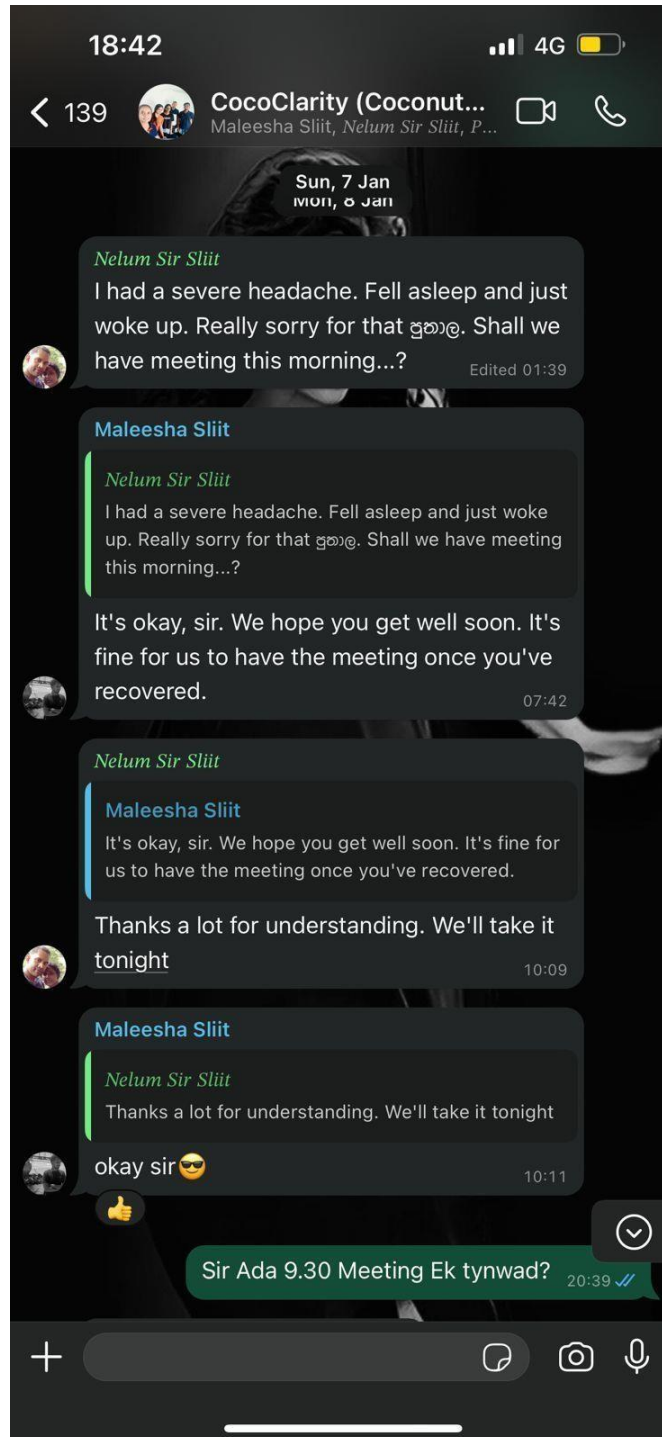 18:42
4G
139
CocoClarity (Coconut...
Maleesha Sliit, Nelum Sir Sliit, P...
Sun, 7 Jan
Mon, 8 Jan
Nelum Sir Sliit
I had a severe headache. Fell asleep and just
woke up. Really sorry for that පුතාල. Shall we
have meeting this morning...?
Edited 01:39
Maleesha Sliit
Nelum Sir Sliit
I had a severe headache. Fell asleep and just woke
up. Really sorry for that පුතාල. Shall we have meeting
this morning...?
It's okay, sir. We hope you get well soon. It's
fine for us to have the meeting once you've
recovered.
07:42
Nelum Sir Sliit
Maleesha Sliit
It's okay, sir. We hope you get well soon. It's fine for
us to have the meeting once you've recovered.
Thanks a lot for understanding. We'll take it
tonight
10:09
Maleesha Sliit
Nelum Sir Sliit
Thanks a lot for understanding. We'll take it tonight
okay sir😎
10:11
👍
Sir Ada 9.30 Meeting Ek tynwad?
20:39